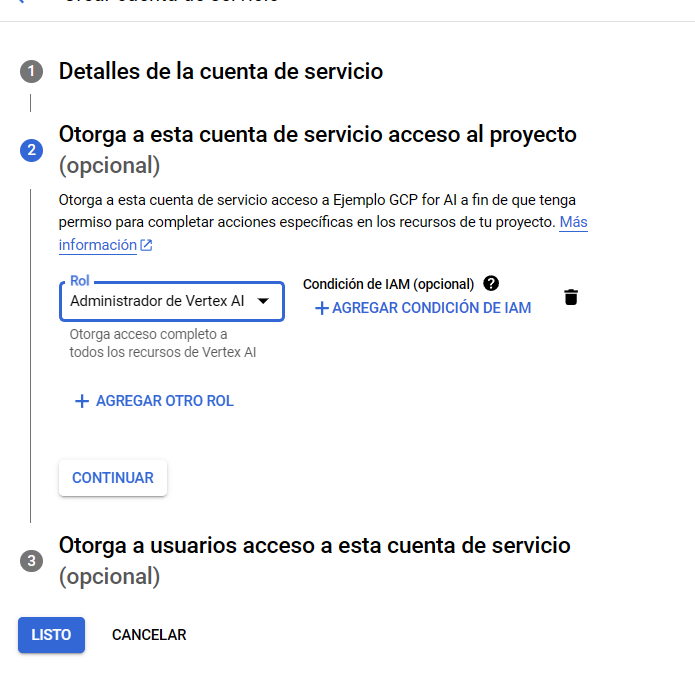 1 Detalles de la cuenta de servicio
2 Otorga a esta cuenta de servicio acceso al proyecto
(opcional)
Otorga a esta cuenta de servicio acceso a Ejemplo GCP for AI a fin de que tenga
permiso para completar acciones específicas en los recursos de tu proyecto. Más
información
Rol
Administrador de Vertex AI
Condición de IAM (opcional) ?
+ AGREGAR CONDICIÓN DE IAM
Otorga acceso completo a
todos los recursos de Vertex AI
+ AGREGAR OTRO ROL
CONTINUAR
3 Otorga a usuarios acceso a esta cuenta de servicio
(opcional)
LISTO CANCELAR